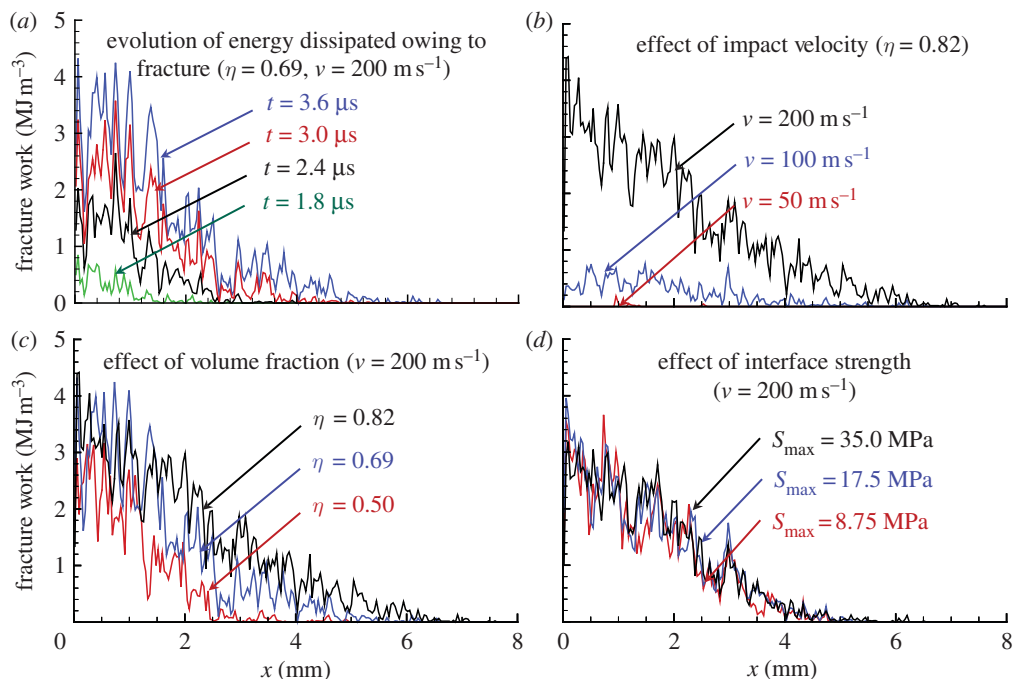 (a)
evolution of energy dissipated owing to
fracture (η = 0.69, v = 200 m s⁻¹)
t = 3.6 μs
t = 3.0 μs
t = 2.4 μs
t = 1.8 μs
fracture work (MJ m⁻³)
5
4
3
2
1
0
(b)
effect of impact velocity (η = 0.82)
v = 200 m s⁻¹
v = 100 m s⁻¹
v = 50 m s⁻¹
(c)
effect of volume fraction (v = 200 m s⁻¹)
η = 0.82
η = 0.69
η = 0.50
fracture work (MJ m⁻³)
5
4
3
2
1
0 2 4 6 8
x (mm)
(d)
effect of interface strength
(v = 200 m s⁻¹)
Smax = 35.0 MPa
Smax = 17.5 MPa
Smax = 8.75 MPa
0 2 4 6 8
x (mm)